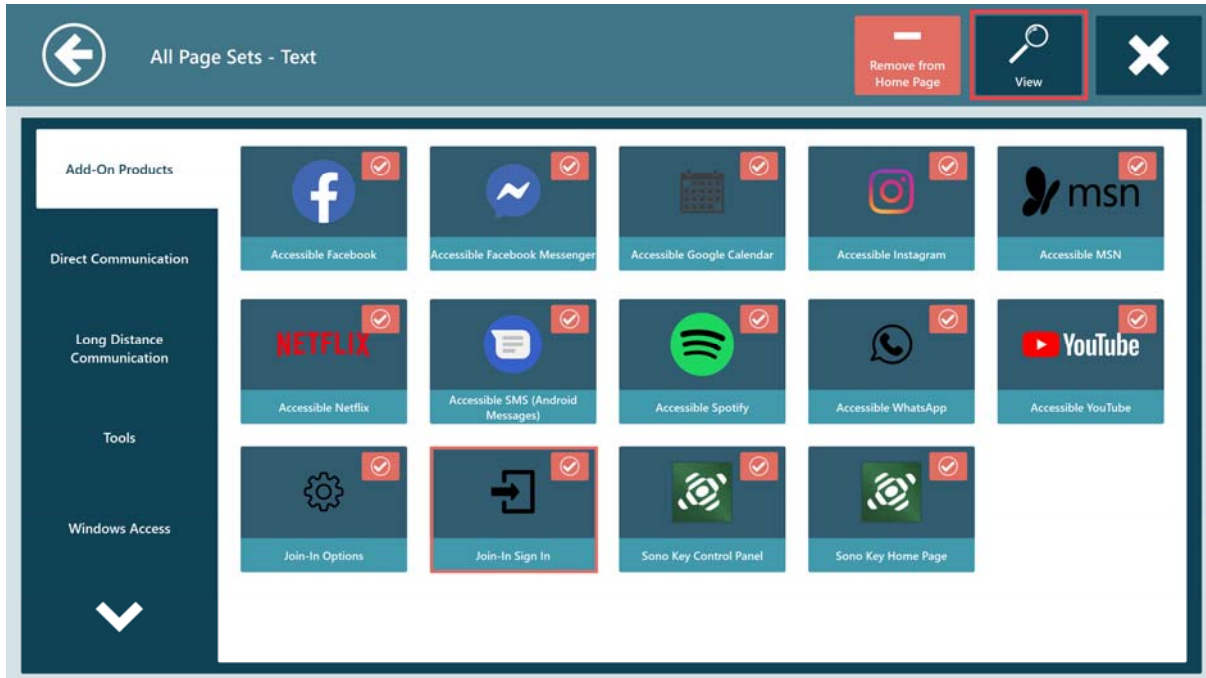 All Page Sets - Text
Remove from
Home Page
View
Add-On Products
Direct Communication
Long Distance
Communication
Tools
Windows Access
msn
Accessible Facebook
Accessible Facebook Messenger
Accessible Google Calendar
Accessible Instagram
Accessible MSN
NETFLIX
YouTube
Accessible Netflix
Accessible SMS (Android
Messages)
Accessible Spotify
Accessible WhatsApp
Accessible YouTube
Join-In Options
Join-In Sign In
Sono Key Control Panel
Sono Key Home Page